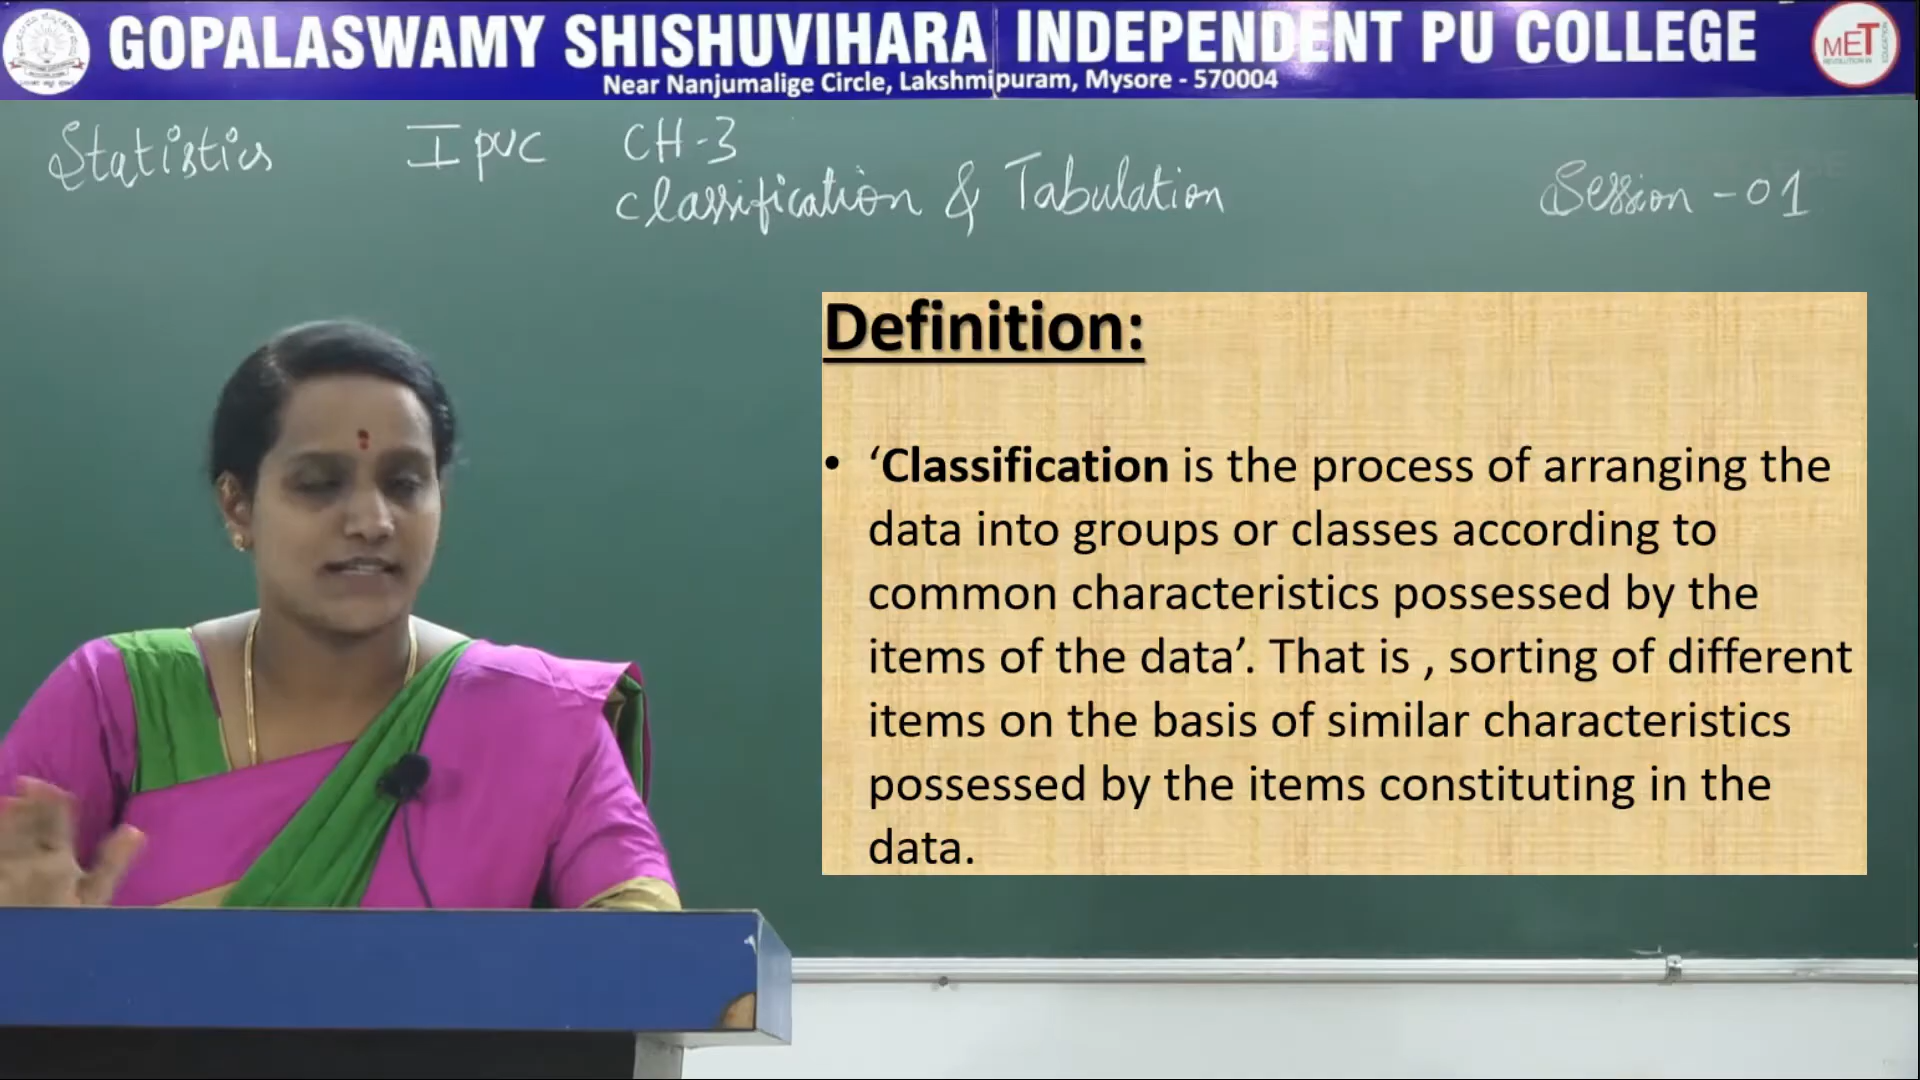 GOPALASWAMY SHISHUVIHARA INDEPENDENT PU COLLEGE
Near Nanjumalige Circle, Lakshmipuram, Mysore - 570004
MET
Statistics I PUC CH-3
Classification & Tabulation
Session - 01
Definition:
• ‘Classification is the process of arranging the
data into groups or classes according to
common characteristics possessed by the
items of the data’. That is , sorting of different
items on the basis of similar characteristics
possessed by the items constituting in the
data.